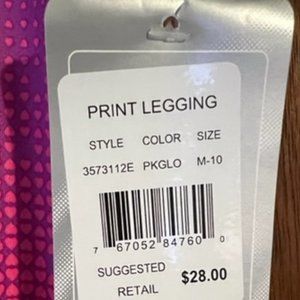 PRINT LEGGING
STYLE COLOR SIZE
3573112E PKGLO M-10
7 67052 84760 0
SUGGESTED
RETAIL $28.00